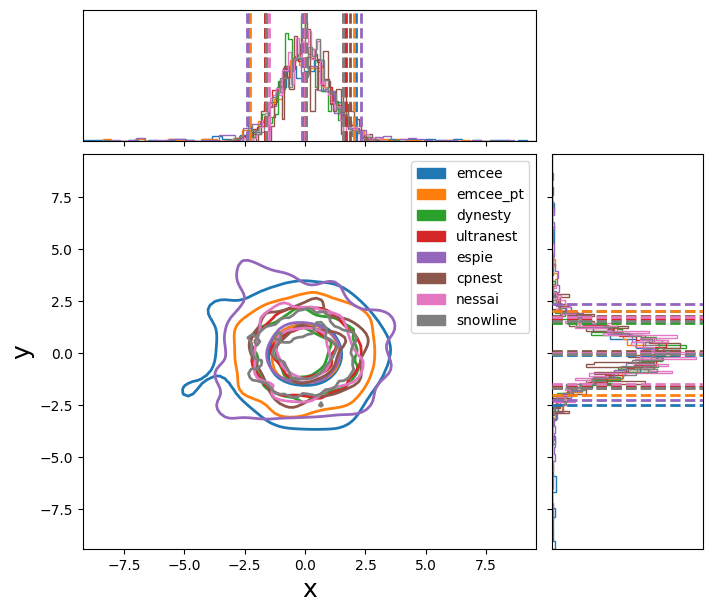 7.5
5.0
2.5
0.0
−2.5
−5.0
−7.5
y
emcee
emcee_pt
dynesty
ultranest
espie
cpnest
nessai
snowline
−7.5 −5.0 −2.5 0.0 2.5 5.0 7.5
x